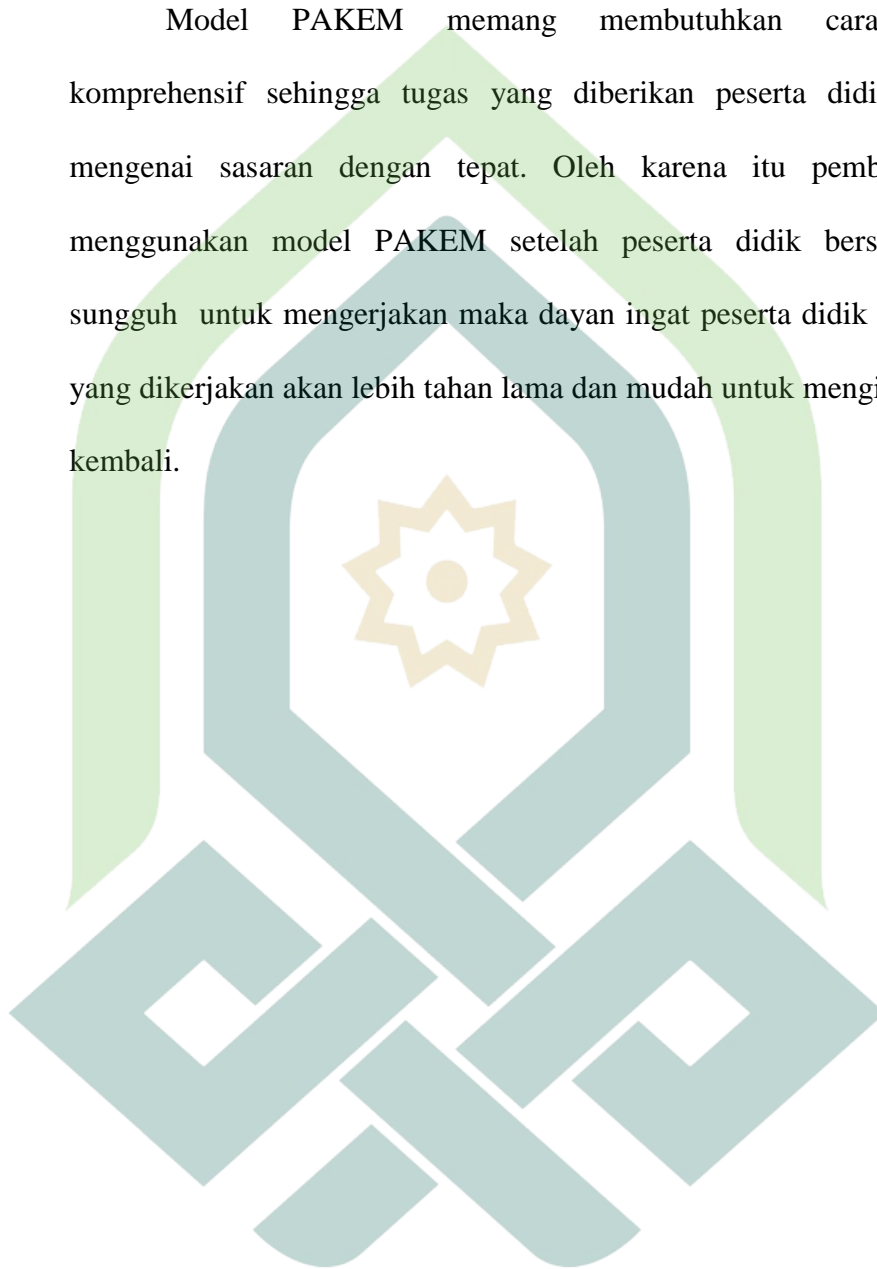 Model PAKEM memang membutuhkan cara
komprehensif sehingga tugas yang diberikan peserta didi
mengenai sasaran dengan tepat. Oleh karena itu pemb
menggunakan model PAKEM setelah peserta didik bers
sungguh untuk mengerjakan maka dayan ingat peserta didik
yang dikerjakan akan lebih tahan lama dan mudah untuk mengi
kembali.